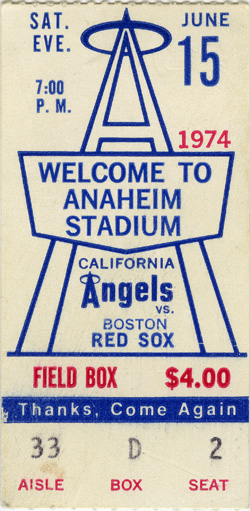 SAT. JUNE
EVE. 15
7:00
P. M.
1974
WELCOME TO
ANAHEIM
STADIUM
CALIFORNIA
Angels
VS.
BOSTON
RED SOX
FIELD BOX $4.00
Thanks, Come Again
33 D 2
AISLE BOX SEAT